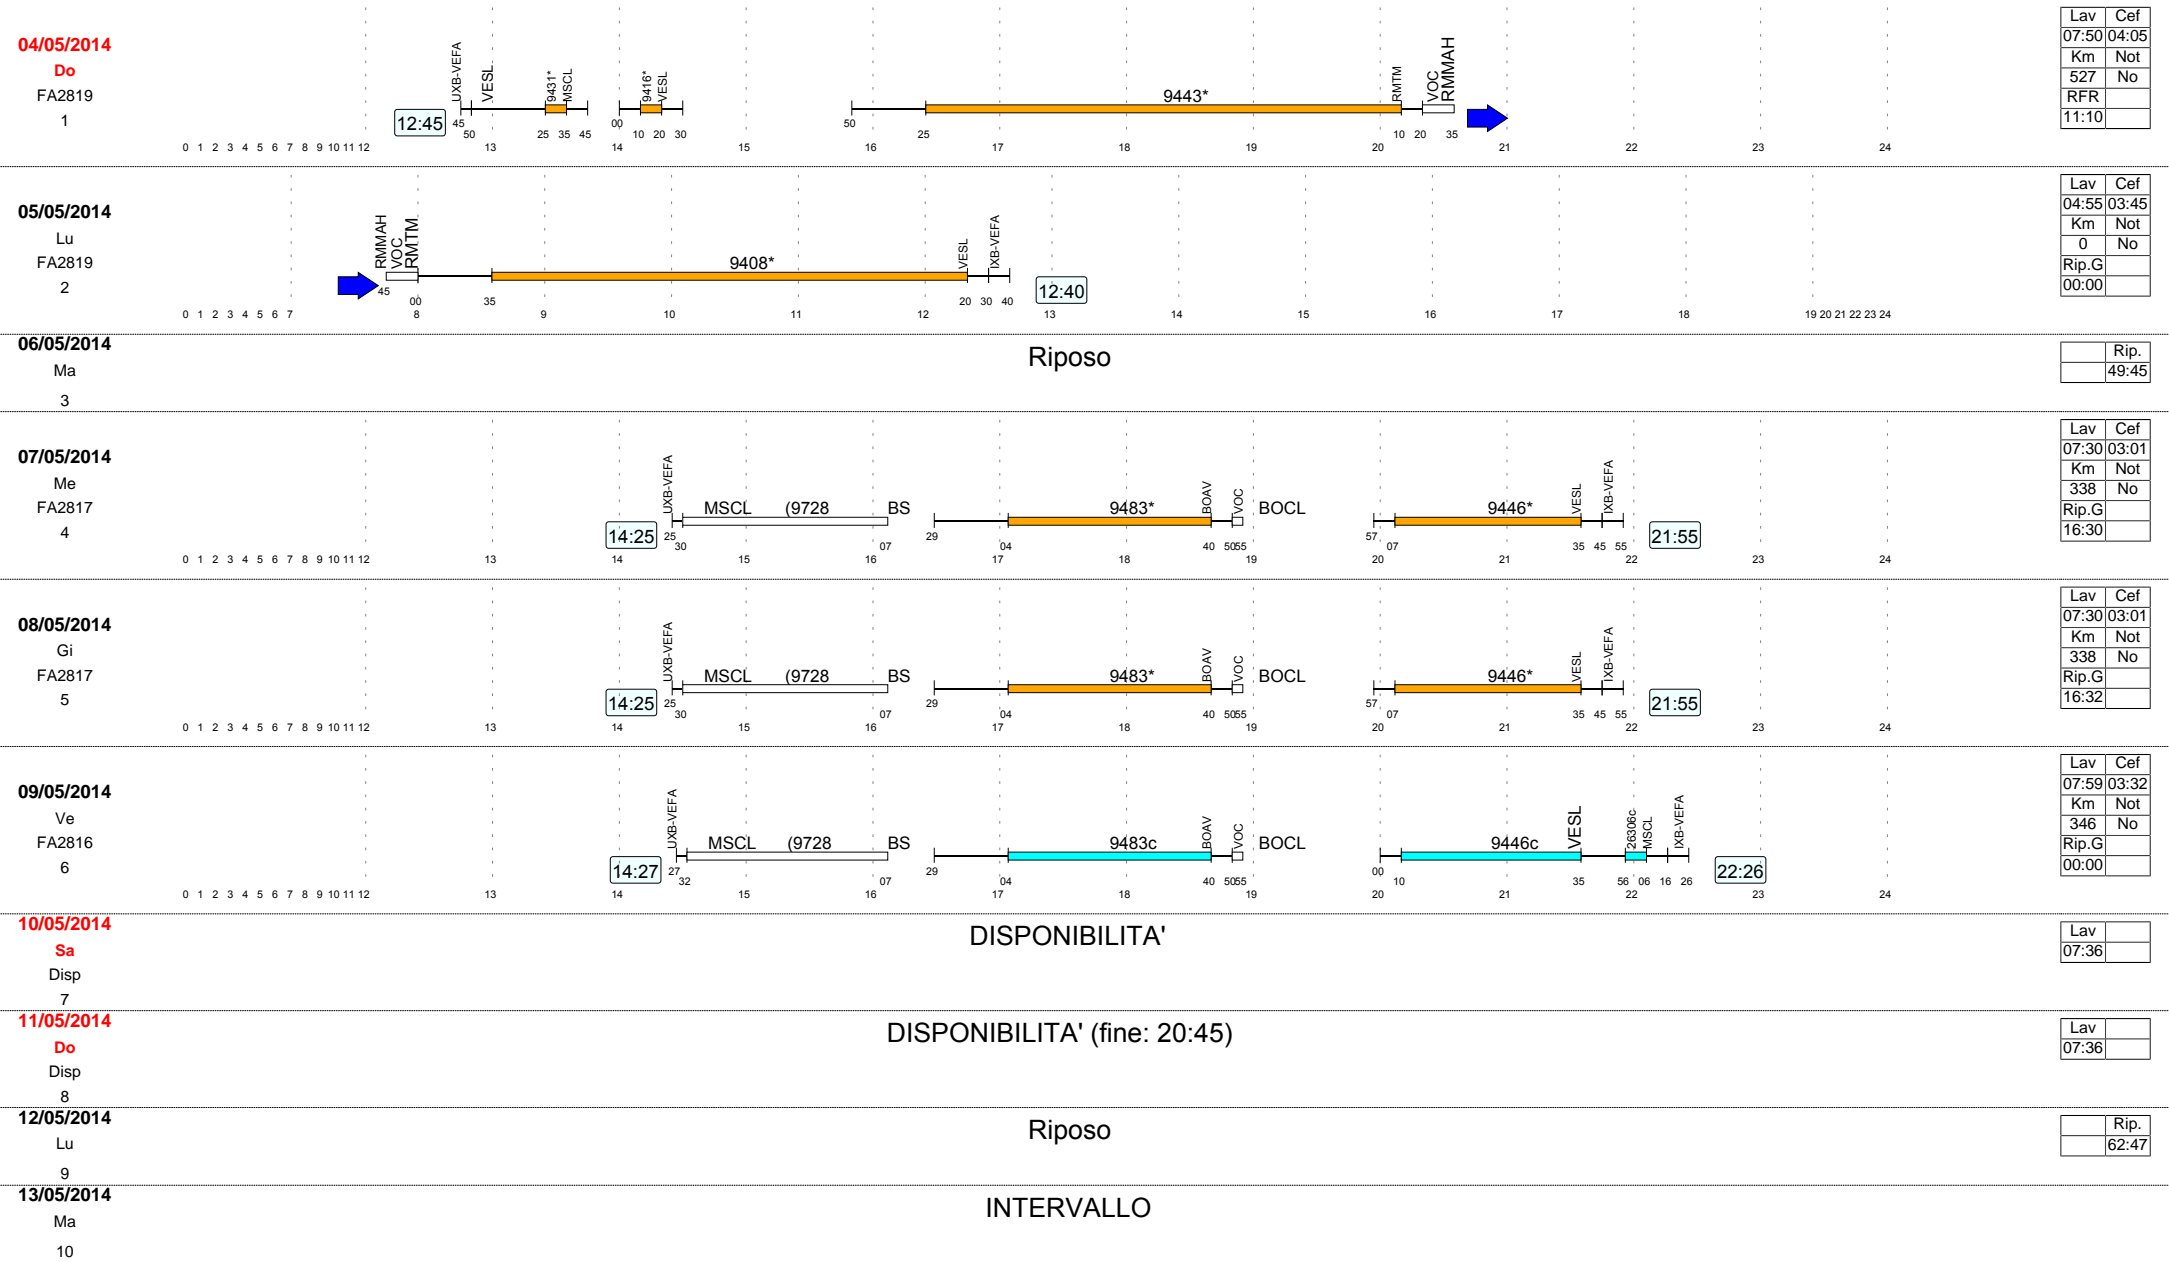 04/05/2014
Do
FA2819
1
12:45
UXB-VEFA VESL 9431* MSCL 9416* VESL 9443* RMTM VOC RMMAH
45 50 25 35 45 00 10 20 30 50 25 10 20 35
0 1 2 3 4 5 6 7 8 9 10 11 12 13 14 15 16 17 18 19 20 21 22 23 24
Lav Cef
07:50 04:05
Km Not
527 No
RFR
11:10
05/05/2014
Lu
FA2819
2
RMMAH VOC RMTM 9408* VESL IXB-VEFA
45 00 35 20 30 40
12:40
0 1 2 3 4 5 6 7 8 9 10 11 12 13 14 15 16 17 18 19 20 21 22 23 24
Lav Cef
04:55 03:45
Km Not
0 No
Rip.G
00:00
06/05/2014
Ma
3
Riposo
Rip.
49:45
07/05/2014
Me
FA2817
4
14:25
UXB-VEFA MSCL (9728 BS 9483* BOAV VOC BOCL 9446* VESL IXB-VEFA
25 30 07 29 04 40 50 55 57 07 35 45 55
21:55
0 1 2 3 4 5 6 7 8 9 10 11 12 13 14 15 16 17 18 19 20 21 22 23 24
Lav Cef
07:30 03:01
Km Not
338 No
Rip.G
16:30
08/05/2014
Gi
FA2817
5
14:25
UXB-VEFA MSCL (9728 BS 9483* BOAV VOC BOCL 9446* VESL IXB-VEFA
25 30 07 29 04 40 50 55 57 07 35 45 55
21:55
0 1 2 3 4 5 6 7 8 9 10 11 12 13 14 15 16 17 18 19 20 21 22 23 24
Lav Cef
07:30 03:01
Km Not
338 No
Rip.G
16:32
09/05/2014
Ve
FA2816
6
14:27
UXB-VEFA MSCL (9728 BS 9483c BOAV VOC BOCL 9446c VESL 26306c MSCL IXB-VEFA
27 32 07 29 04 40 50 55 00 10 35 56 06 16 26
22:26
0 1 2 3 4 5 6 7 8 9 10 11 12 13 14 15 16 17 18 19 20 21 22 23 24
Lav Cef
07:59 03:32
Km Not
346 No
Rip.G
00:00
10/05/2014
Sa
Disp
7
DISPONIBILITA'
Lav
07:36
11/05/2014
Do
Disp
8
DISPONIBILITA' (fine: 20:45)
Lav
07:36
12/05/2014
Lu
9
Riposo
Rip.
62:47
13/05/2014
Ma
10
INTERVALLO